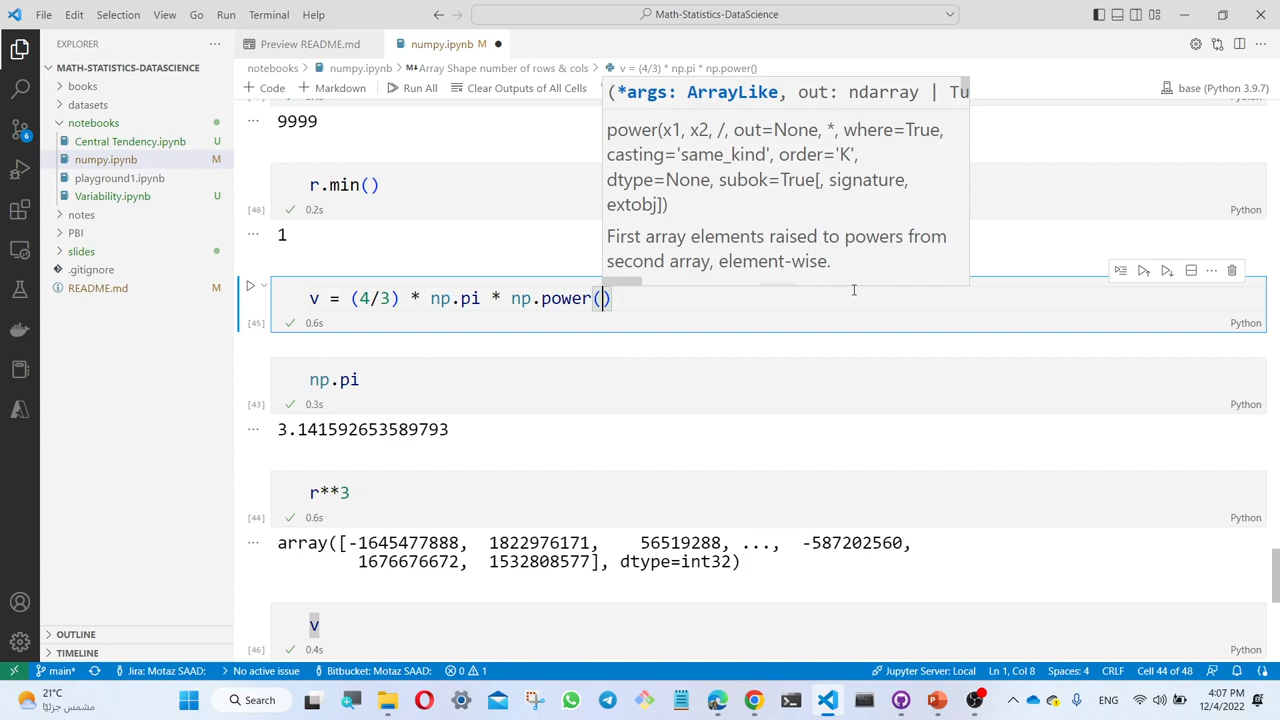 File Edit Selection View Go Run Terminal Help
Math-Statistics-DataScience
EXPLORER
MATH-STATISTICS-DATASCIENCE
books
datasets
notebooks
Central Tendency.ipynb U
numpy.ipynb M
playground1.ipynb
Variability.ipynb U
notes
PBI
slides
.gitignore
README.md M
OUTLINE
TIMELINE
Preview README.md
numpy.ipynb M
notebooks > numpy.ipynb > Array Shape number of rows & cols > v = (4/3) * np.pi * np.power()
+ Code + Markdown Run All Clear Outputs of All Cells
base (Python 3.9.7)
9999
(*args: ArrayLike, out: ndarray | Tu
power(x1, x2, /, out=None, *, where=True,
casting='same_kind', order='K',
dtype=None, subok=True[, signature,
extobj])
First array elements raised to powers from
second array, element-wise.
r.min()
[48] 0.2s Python
1
v = (4/3) * np.pi * np.power()
[45] 0.6s Python
np.pi
[43] 0.3s Python
3.141592653589793
r**3
[44] 0.6s Python
array([-1645477888, 1822976171, 56519288, ..., -587202560,
1676676672, 1532808577], dtype=int32)
v
[46] 0.4s Python
main* Jira: Motaz SAAD: No active issue Bitbucket: Motaz SAAD: 0 1 Jupyter Server: Local Ln 1, Col 8 Spaces: 4 CRLF Cell 44 of 48
6
21°C
مشمس جزئيًا
Search
ENG
4:07 PM
12/4/2022